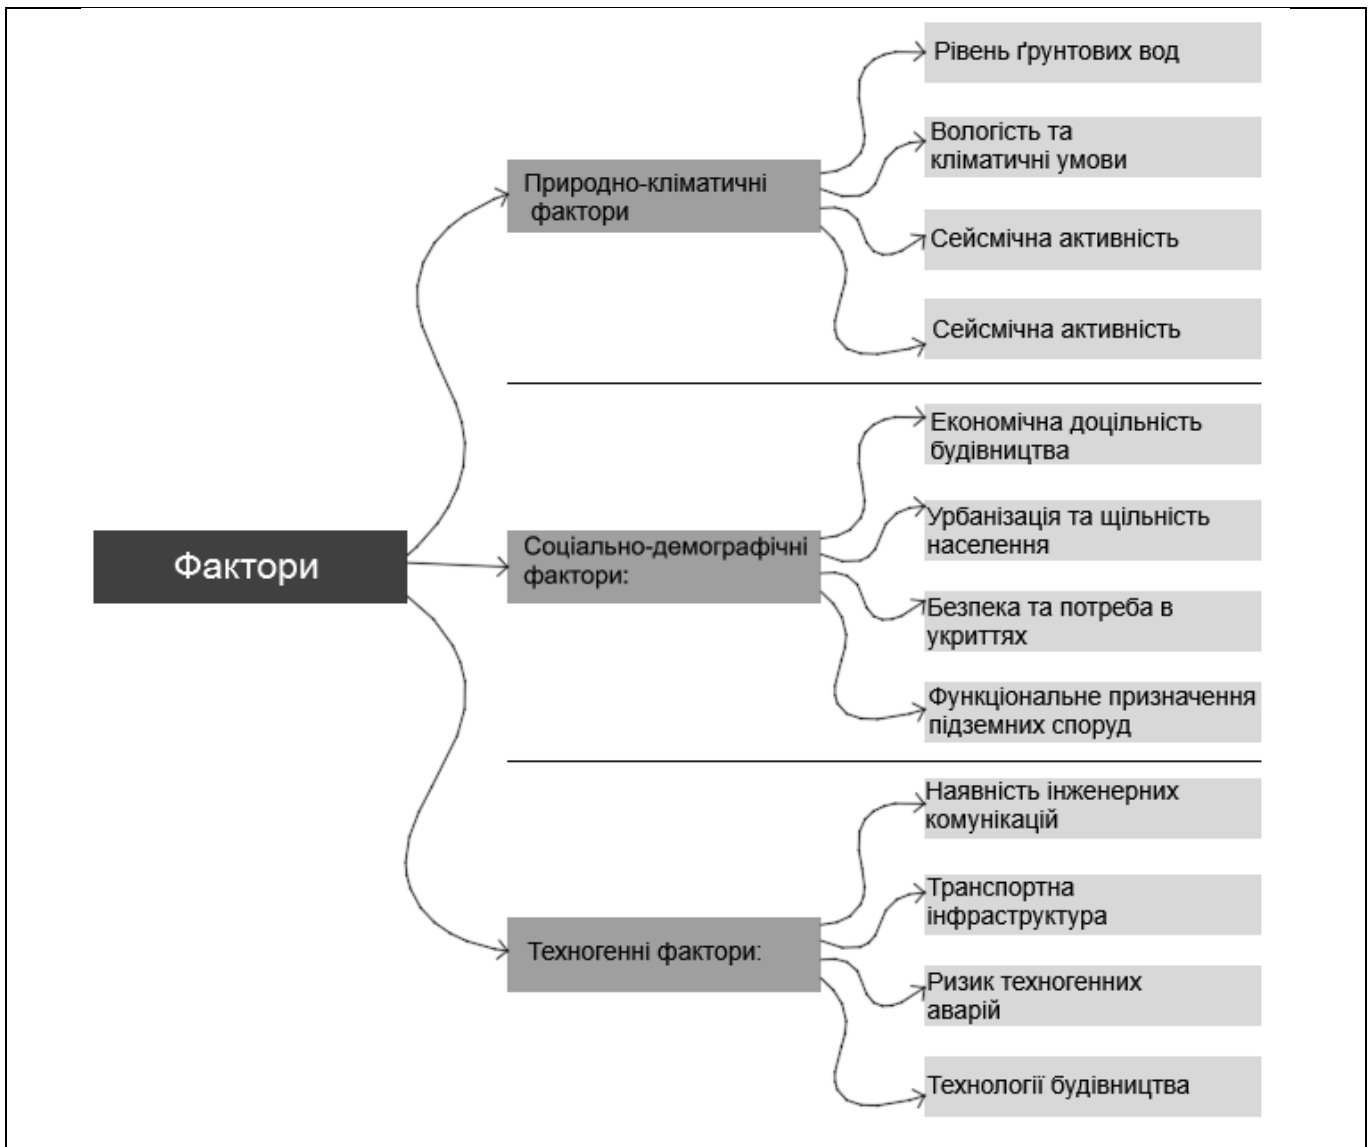 Фактори
Природно-кліматичні
фактори
Рівень ґрунтових вод
Вологість та
кліматичні умови
Сейсмічна активність
Сейсмічна активність
Соціально-демографічні
фактори:
Економічна доцільність
будівництва
Урбанізація та щільність
населення
Безпека та потреба в
укриттях
Функціональне призначення
підземних споруд
Техногенні фактори:
Наявність інженерних
комунікацій
Транспортна
інфраструктура
Ризик техногенних
аварій
Технології будівництва